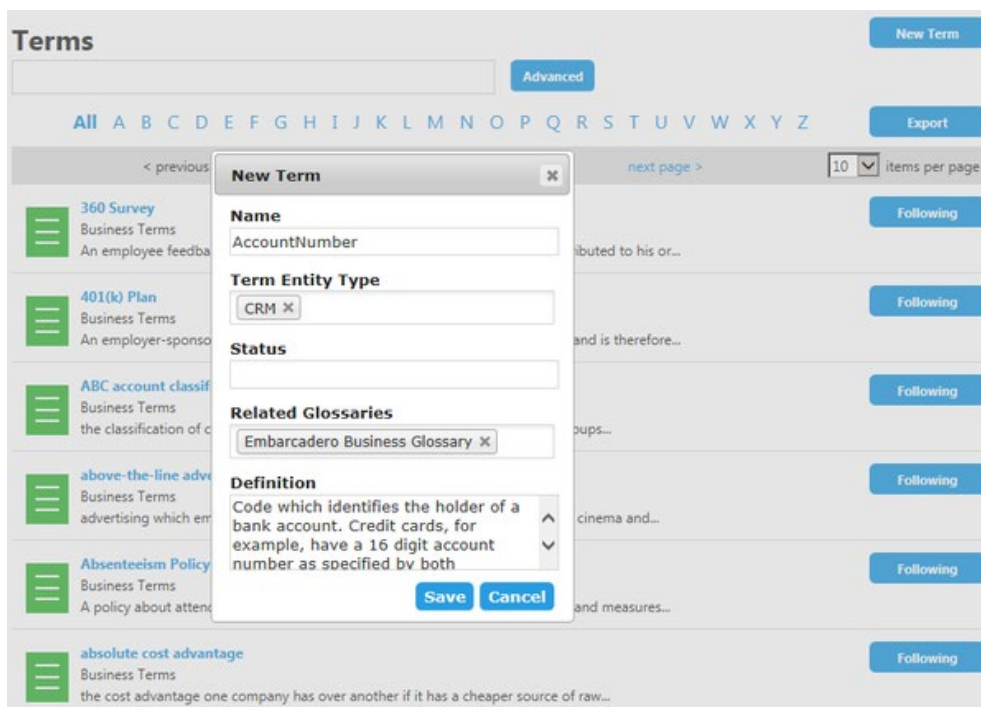 Terms
New Term
Advanced
All A B C D E F G H I J K L M N O P Q R S T U V W X Y Z
Export
< previous
next page >
10 items per page
360 Survey
Business Terms
An employee feedba
ibuted to his or...
Following
401(k) Plan
Business Terms
An employer-sponso
and is therefore...
Following
ABC account classif
Business Terms
the classification of c
oups...
Following
above-the-line adve
Business Terms
advertising which em
cinema and...
Following
Absenteeism Policy
Business Terms
A policy about attend
and measures...
Following
absolute cost advantage
Business Terms
the cost advantage one company has over another if it has a cheaper source of raw...
Following
New Term
Name
AccountNumber
Term Entity Type
CRM
Status
Related Glossaries
Embarcadero Business Glossary
Definition
Code which identifies the holder of a
bank account. Credit cards, for
example, have a 16 digit account
number as specified by both
Save Cancel